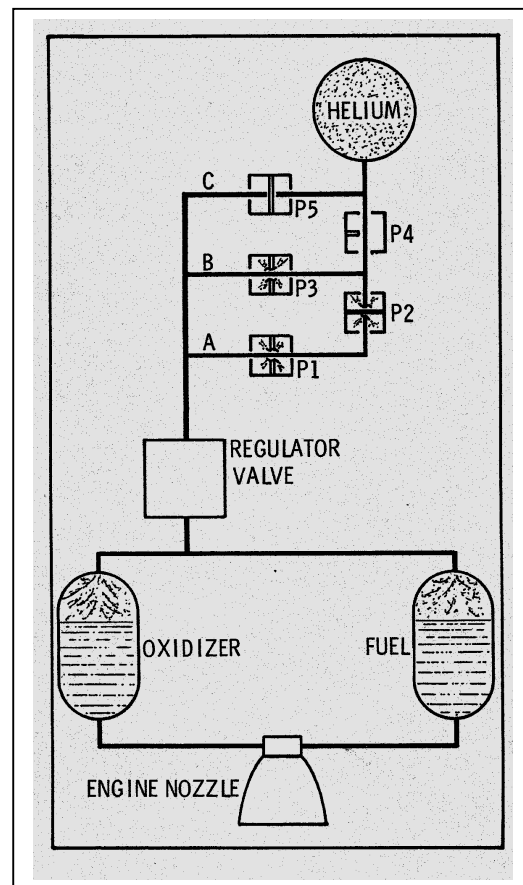 HELIUM
C
P5
P4
B
P3
P2
A
P1
REGULATOR
VALVE
OXIDIZER
FUEL
ENGINE NOZZLE